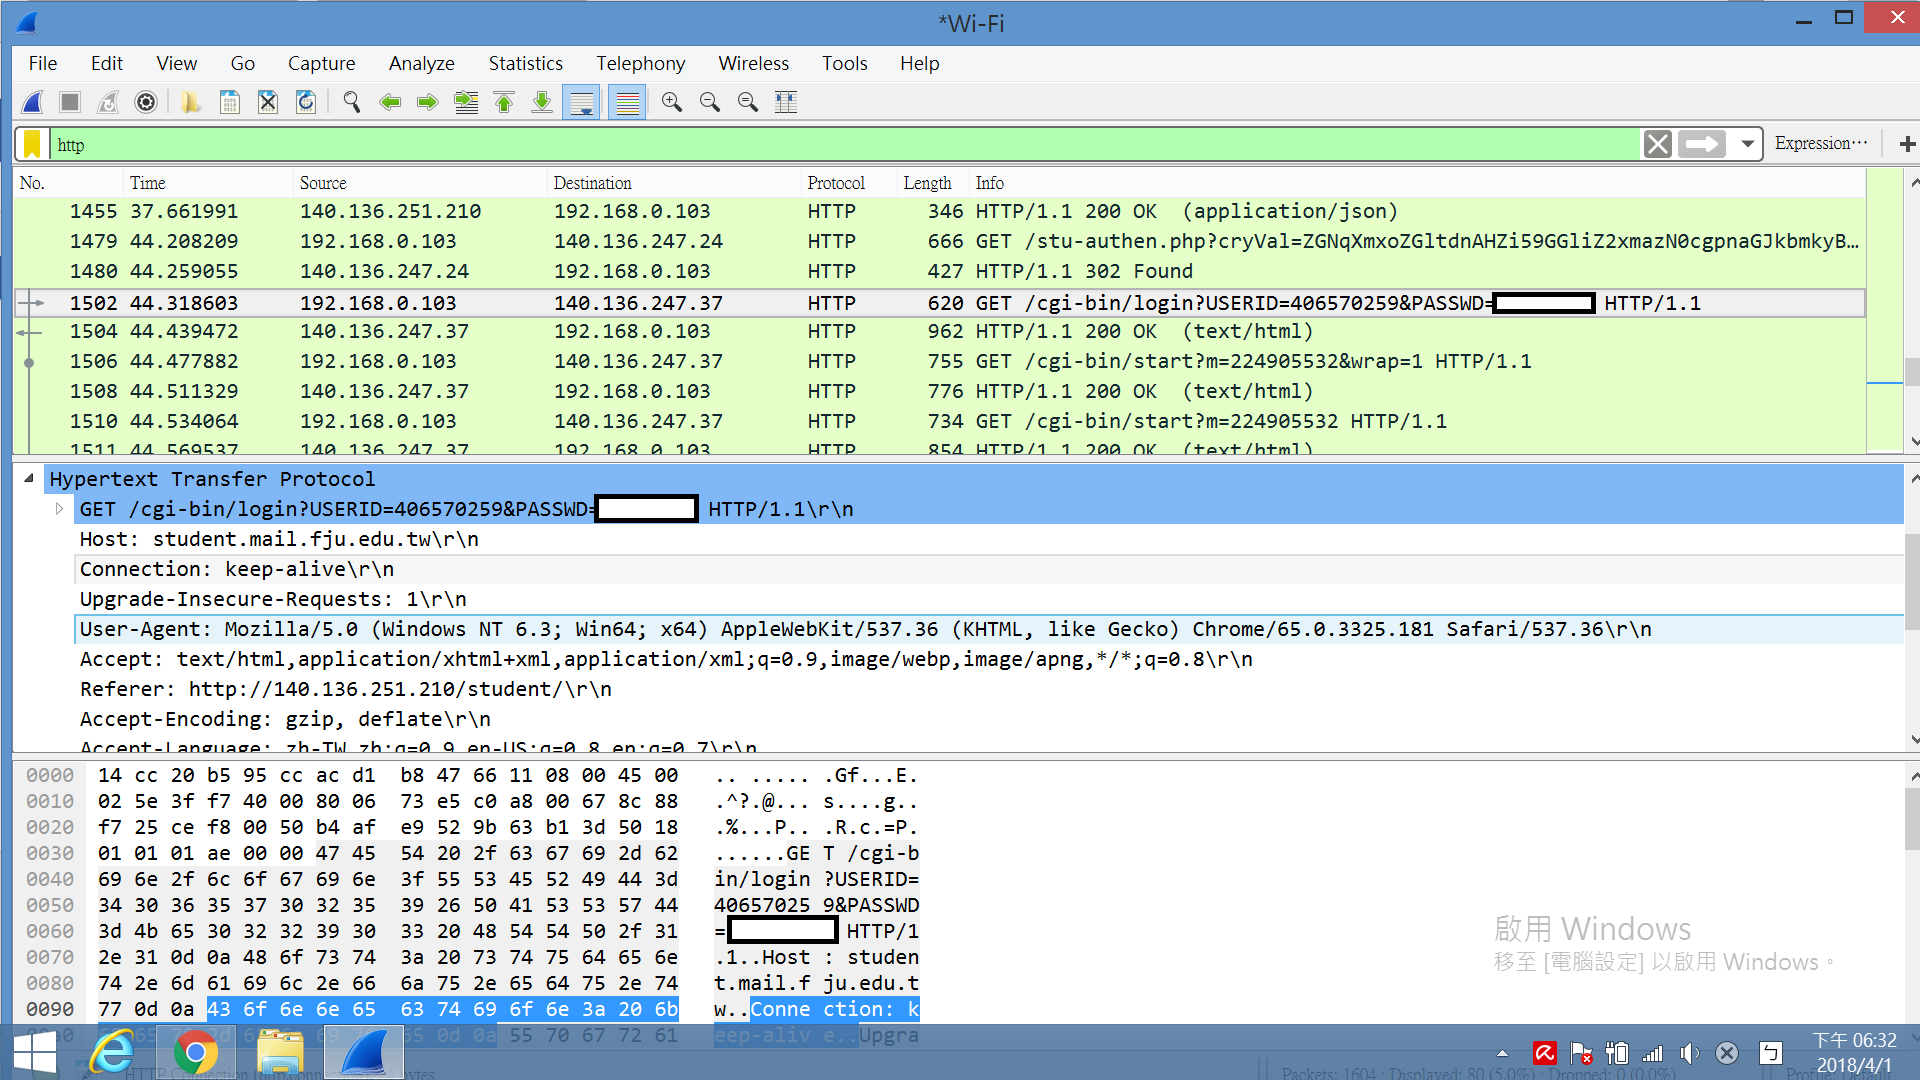 *Wi-Fi
File Edit View Go Capture Analyze Statistics Telephony Wireless Tools Help
http Expression…
No. Time Source Destination Protocol Length Info
1455 37.661991 140.136.251.210 192.168.0.103 HTTP 346 HTTP/1.1 200 OK (application/json)
1479 44.208209 192.168.0.103 140.136.247.24 HTTP 666 GET /stu-authen.php?cryVal=ZGNqXmxoZGltdnAHZi59GGliZ2xmazN0cgpnaGJkbmkyB…
1480 44.259055 140.136.247.24 192.168.0.103 HTTP 427 HTTP/1.1 302 Found
1502 44.318603 192.168.0.103 140.136.247.37 HTTP 620 GET /cgi-bin/login?USERID=406570259&PASSWD= HTTP/1.1
1504 44.439472 140.136.247.37 192.168.0.103 HTTP 962 HTTP/1.1 200 OK (text/html)
1506 44.477882 192.168.0.103 140.136.247.37 HTTP 755 GET /cgi-bin/start?m=224905532&wrap=1 HTTP/1.1
1508 44.511329 140.136.247.37 192.168.0.103 HTTP 776 HTTP/1.1 200 OK (text/html)
1510 44.534064 192.168.0.103 140.136.247.37 HTTP 734 GET /cgi-bin/start?m=224905532 HTTP/1.1
1511 44.569537 140.136.247.37 192.168.0.103 HTTP 854 HTTP/1.1 200 OK (text/html)
Hypertext Transfer Protocol
GET /cgi-bin/login?USERID=406570259&PASSWD= HTTP/1.1\r\n
Host: student.mail.fju.edu.tw\r\n
Connection: keep-alive\r\n
Upgrade-Insecure-Requests: 1\r\n
User-Agent: Mozilla/5.0 (Windows NT 6.3; Win64; x64) AppleWebKit/537.36 (KHTML, like Gecko) Chrome/65.0.3325.181 Safari/537.36\r\n
Accept: text/html,application/xhtml+xml,application/xml;q=0.9,image/webp,image/apng,*/*;q=0.8\r\n
Referer: http://140.136.251.210/student/\r\n
Accept-Encoding: gzip, deflate\r\n
Accept-Language: zh-TW,zh;q=0.9,en-US;q=0.8,en;q=0.7\r\n
0000 14 cc 20 b5 95 cc ac d1 b8 47 66 11 08 00 45 00 .. ..... .Gf...E.
0010 02 5e 3f f7 40 00 80 06 73 e5 c0 a8 00 67 8c 88 .^?.@... s....g..
0020 f7 25 ce f8 00 50 b4 af e9 52 9b 63 b1 3d 50 18 .%...P.. .R.c.=P.
0030 01 01 01 ae 00 00 47 45 54 20 2f 63 67 69 2d 62 ......GE T /cgi-b
0040 69 6e 2f 6c 6f 67 69 6e 3f 55 53 45 52 49 44 3d in/login ?USERID=
0050 34 30 36 35 37 30 32 35 39 26 50 41 53 53 57 44 40657025 9&PASSWD
0060 3d 20 48 54 54 50 2f 31 = HTTP/1
0070 2e 31 0d 0a 48 6f 73 74 3a 20 73 74 75 64 65 6e .1..Host : studen
0080 74 2e 6d 61 69 6c 2e 66 6a 75 2e 65 64 75 2e 74 t.mail.f ju.edu.t
0090 77 0d 0a 43 6f 6e 6e 65 63 74 69 6f 6e 3a 20 6b w..Conne ction: k
55 70 67 72 61 eep-aliv e..Upgra
啟用 Windows
移至 [電腦設定] 以啟用 Windows。
Packets: 1604 · Displayed: 80 (5.0%) · Dropped: 0 (0.0%)
下午 06:32
2018/4/1